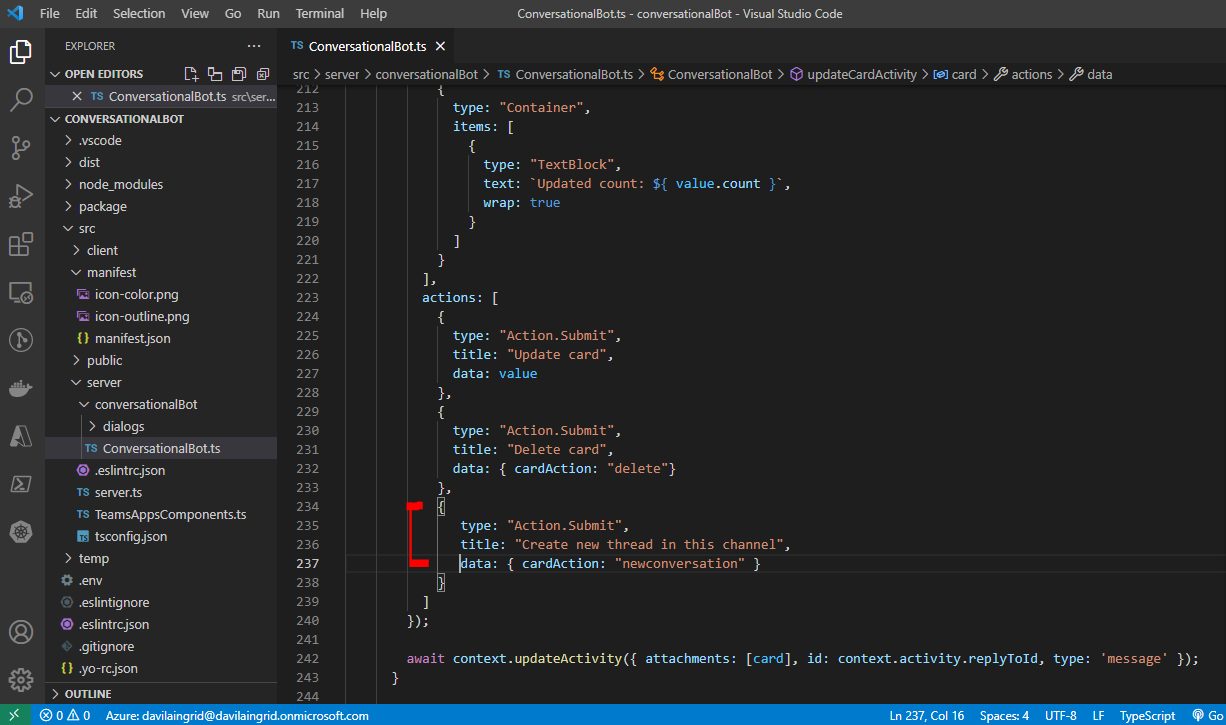 File Edit Selection View Go Run Terminal Help ConversationalBot.ts - conversationalBot - Visual Studio Code
EXPLORER ···
OPEN EDITORS
TS ConversationalBot.ts src\ser...
CONVERSATIONALBOT
.vscode
dist
node_modules
package
src
client
manifest
icon-color.png
icon-outline.png
{} manifest.json
public
server
conversationalBot
dialogs
TS ConversationalBot.ts
.eslintrc.json
TS server.ts
TS TeamsAppsComponents.ts
tsconfig.json
temp
.env
.eslintignore
.eslintrc.json
.gitignore
{} .yo-rc.json
OUTLINE
TS ConversationalBot.ts ×
src > server > conversationalBot > TS ConversationalBot.ts > ConversationalBot > updateCardActivity > card > actions > data
212 {
213 type: "Container",
214 items: [
215 {
216 type: "TextBlock",
217 text: `Updated count: ${ value.count }`,
218 wrap: true
219 }
220 ]
221 }
222 ],
223 actions: [
224 {
225 type: "Action.Submit",
226 title: "Update card",
227 data: value
228 },
229 {
230 type: "Action.Submit",
231 title: "Delete card",
232 data: { cardAction: "delete"}
233 },
234 {
235 type: "Action.Submit",
236 title: "Create new thread in this channel",
237 data: { cardAction: "newconversation" }
238 }
239 ]
240 });
241
242 await context.updateActivity({ attachments: [card], id: context.activity.replyToId, type: 'message' });
243 }
244
0 0 Azure: davilaingrid@davilaingrid.onmicrosoft.com Ln 237, Col 16 Spaces: 4 UTF-8 LF TypeScript Go